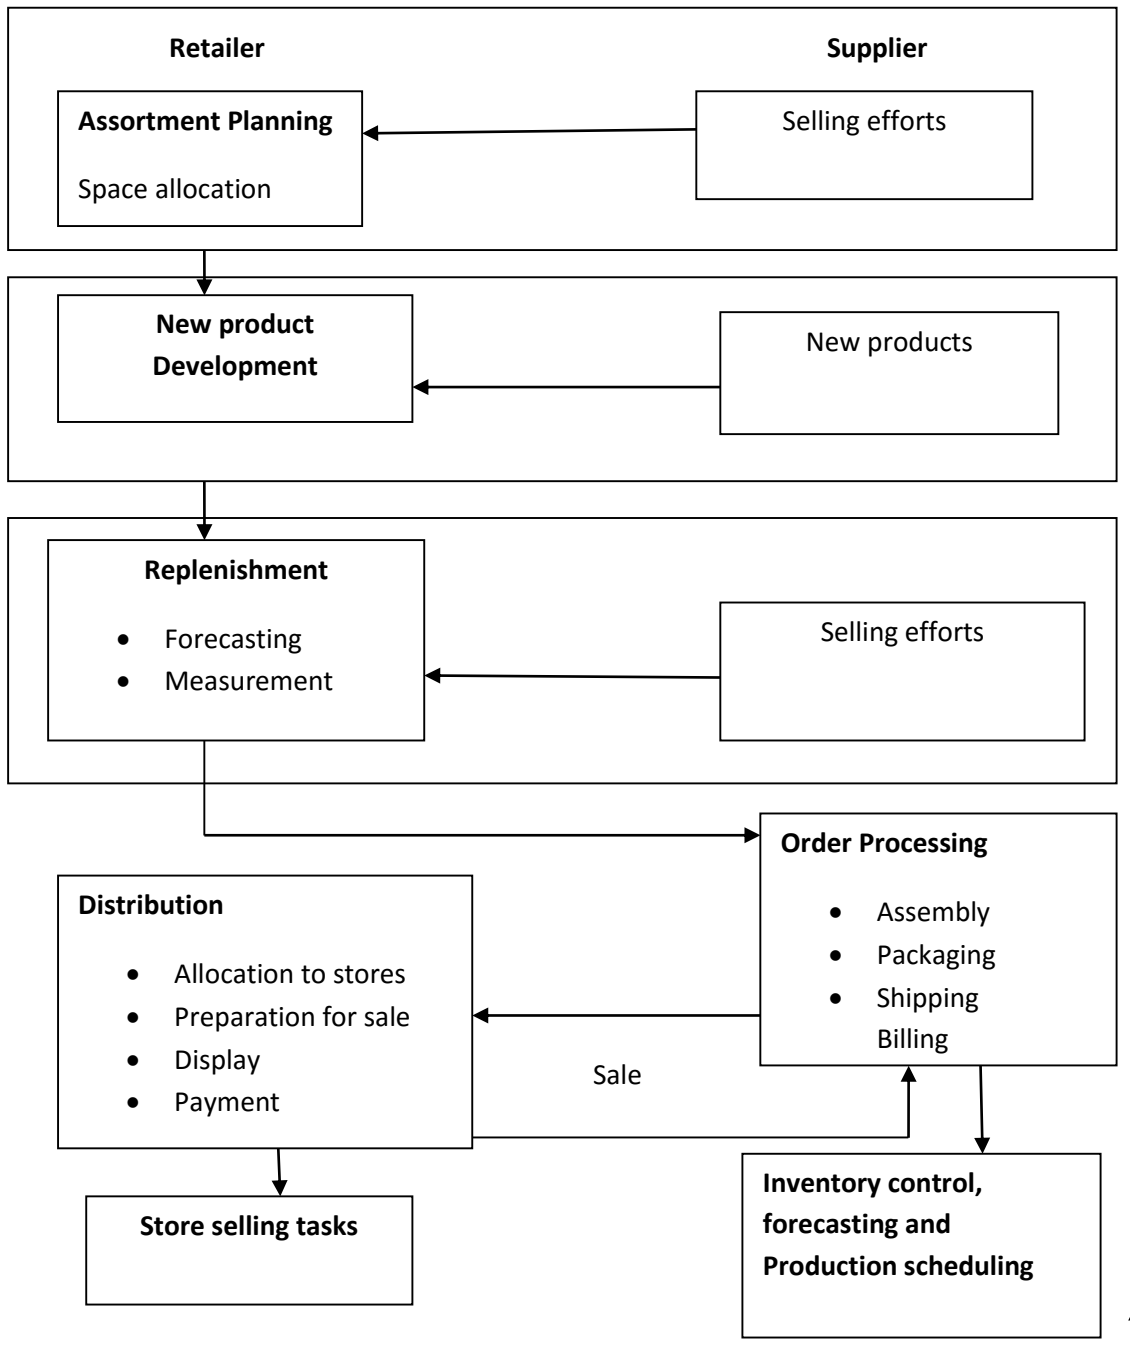 Retailer
Supplier
Assortment Planning
Space allocation
Selling efforts
New product
Development
New products
Replenishment
• Forecasting
• Measurement
Selling efforts
Order Processing
• Assembly
• Packaging
• Shipping
Billing
Distribution
• Allocation to stores
• Preparation for sale
• Display
• Payment
Sale
Store selling tasks
Inventory control,
forecasting and
Production scheduling